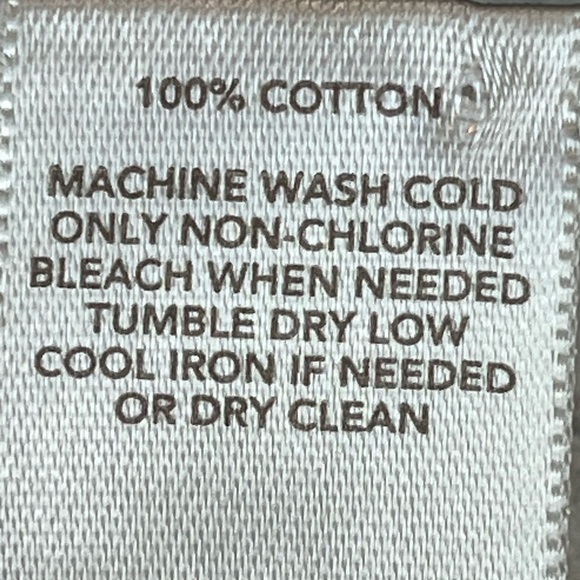 100% COTTON
MACHINE WASH COLD
ONLY NON-CHLORINE
BLEACH WHEN NEEDED
TUMBLE DRY LOW
COOL IRON IF NEEDED
OR DRY CLEAN